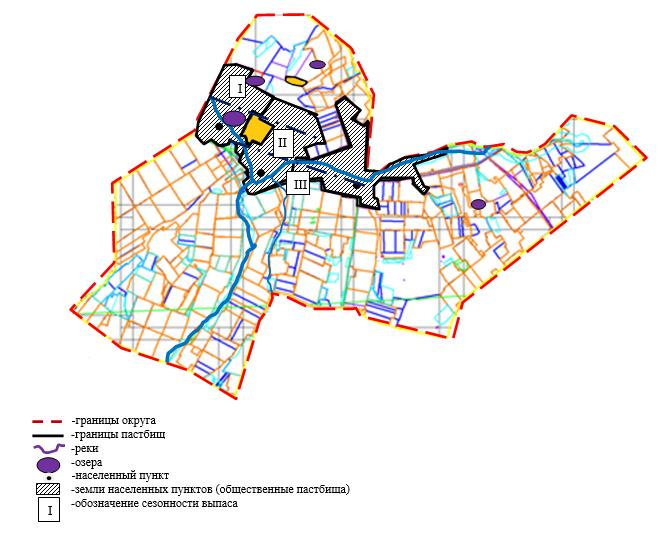 I
II
III
-границы округа
-границы пастбищ
-реки
-озера
-населенный пункт
-земли населенных пунктов (общественные пастбища)
I
-обозначение сезонности выпаса